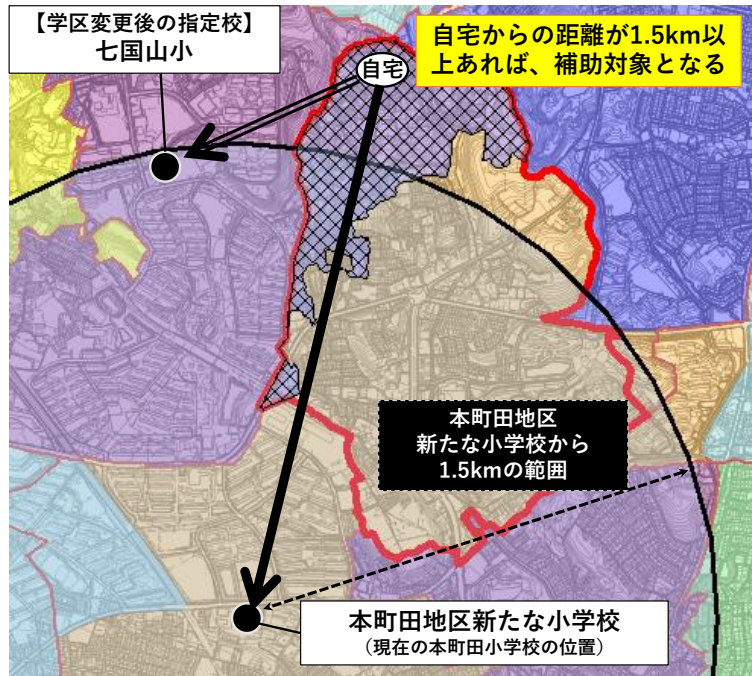 【学区変更後の指定校】
七国山小
自宅からの距離が1.5km以
上あれば、補助対象となる
自宅
本町田地区
新たな小学校から
1.5kmの範囲
本町田地区新たな小学校
（現在の本町田小学校の位置）